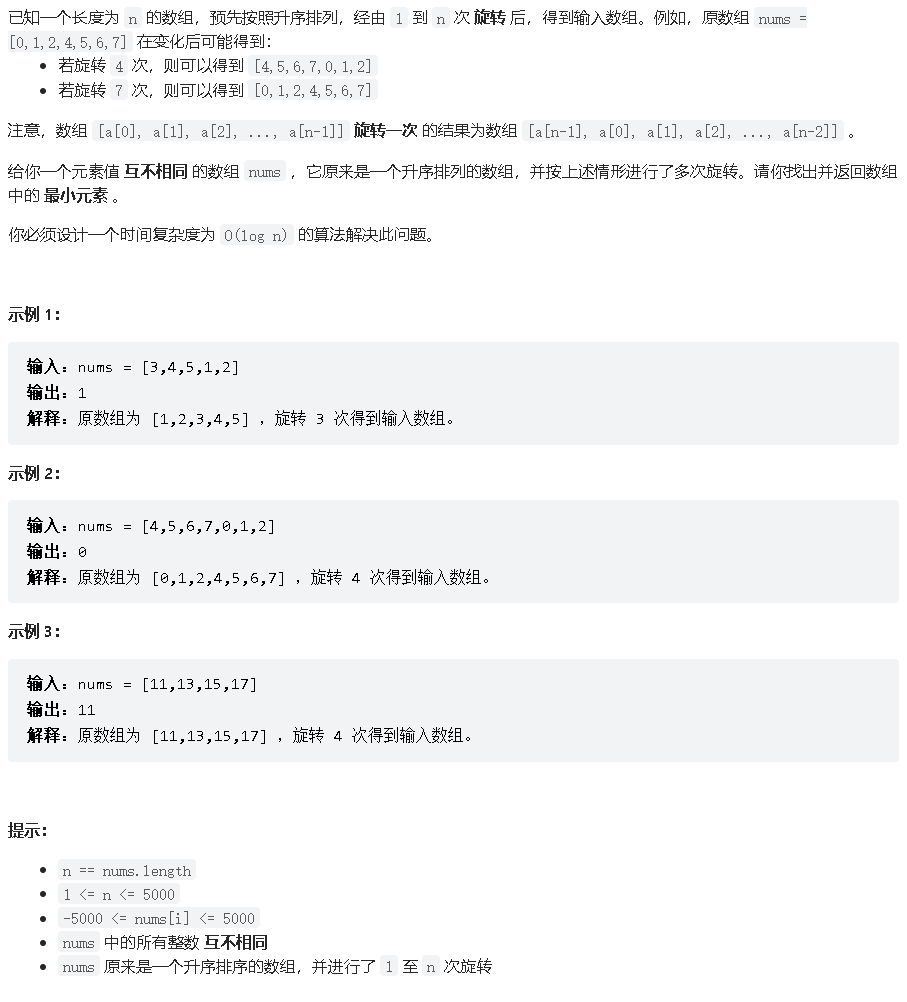 已知一个长度为 n 的数组，预先按照升序排列，经由 1 到 n 次 旋转 后，得到输入数组。例如，原数组 nums =
[0,1,2,4,5,6,7] 在变化后可能得到：
• 若旋转 4 次，则可以得到 [4,5,6,7,0,1,2]
• 若旋转 7 次，则可以得到 [0,1,2,4,5,6,7]
注意，数组 [a[0], a[1], a[2], ..., a[n-1]] 旋转一次 的结果为数组 [a[n-1], a[0], a[1], a[2], ..., a[n-2]] 。
给你一个元素值 互不相同 的数组 nums ，它原来是一个升序排列的数组，并按上述情形进行了多次旋转。请你找出并返回数组
中的 最小元素 。
你必须设计一个时间复杂度为 O(log n) 的算法解决此问题。
示例 1：
输入：nums = [3,4,5,1,2]
输出：1
解释：原数组为 [1,2,3,4,5] ，旋转 3 次得到输入数组。
示例 2：
输入：nums = [4,5,6,7,0,1,2]
输出：0
解释：原数组为 [0,1,2,4,5,6,7] ，旋转 4 次得到输入数组。
示例 3：
输入：nums = [11,13,15,17]
输出：11
解释：原数组为 [11,13,15,17] ，旋转 4 次得到输入数组。
提示：
• n == nums.length
• 1 <= n <= 5000
• -5000 <= nums[i] <= 5000
• nums 中的所有整数 互不相同
• nums 原来是一个升序排序的数组，并进行了 1 至 n 次旋转